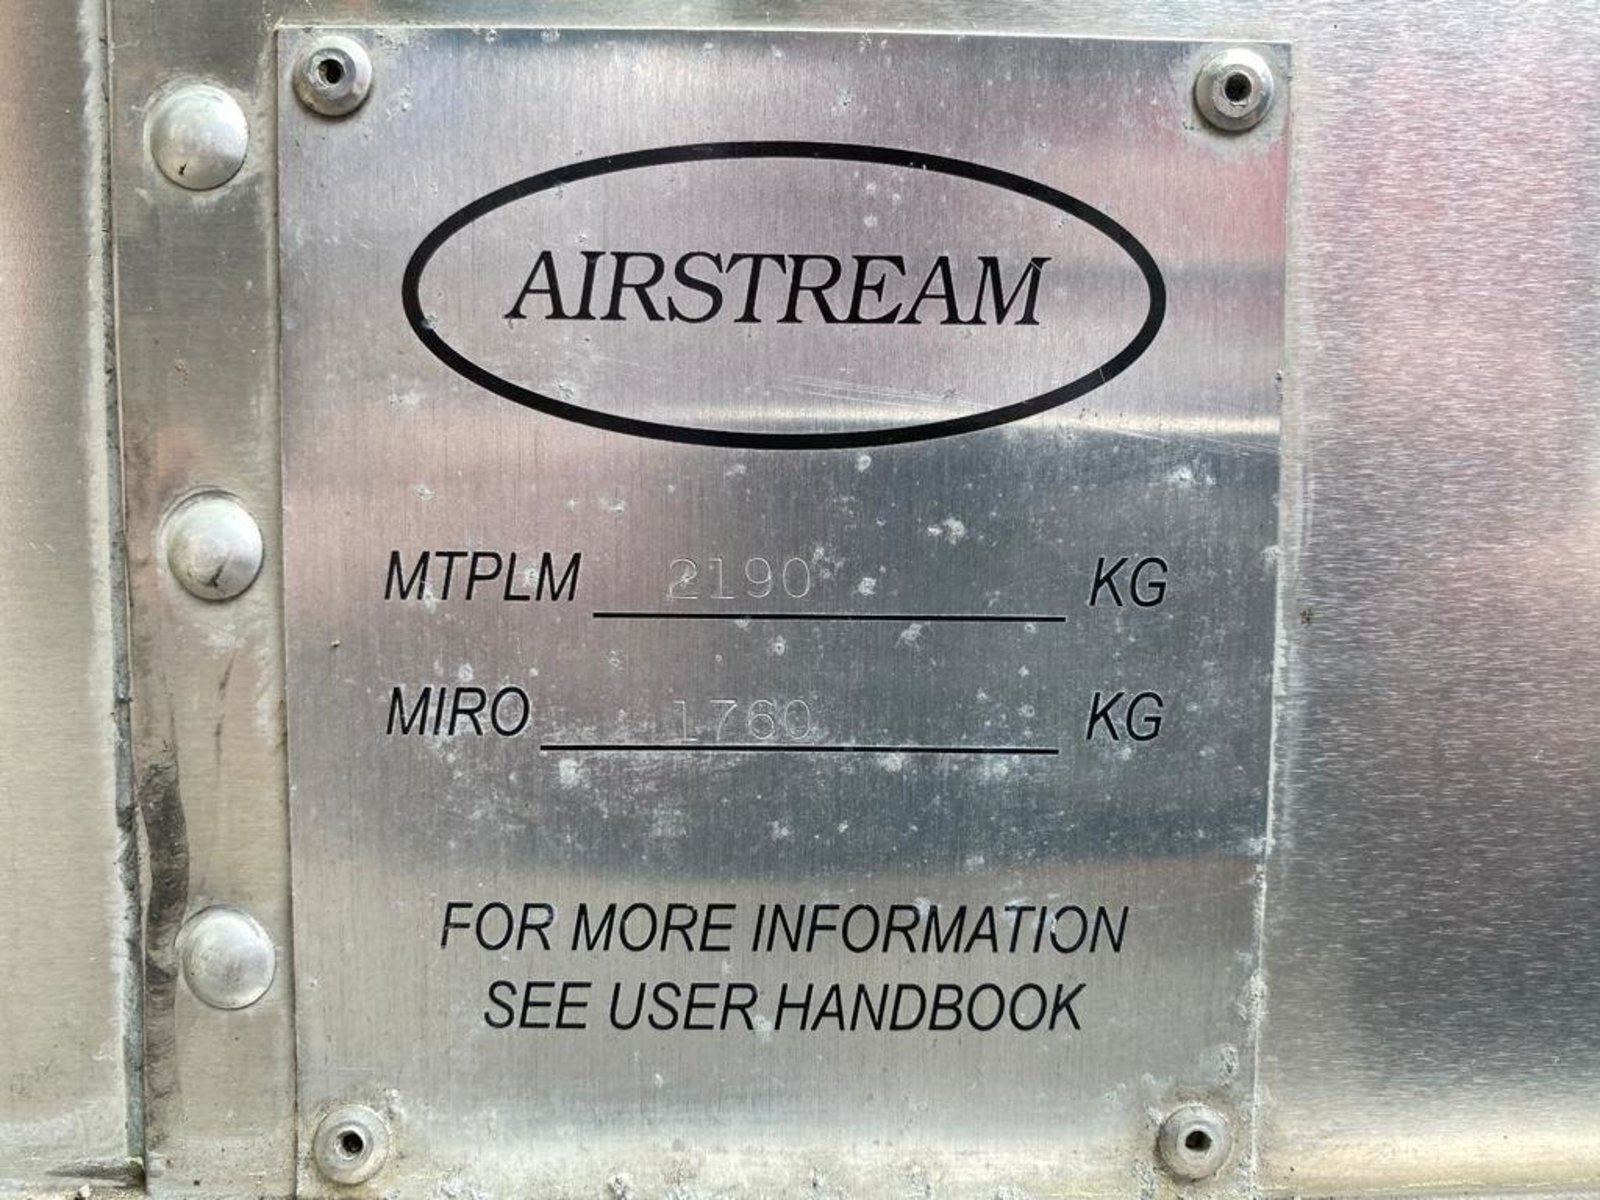 AIRSTREAM
MTPLM 2190 KG
MIRO 1760 KG
FOR MORE INFORMATION
SEE USER HANDBOOK